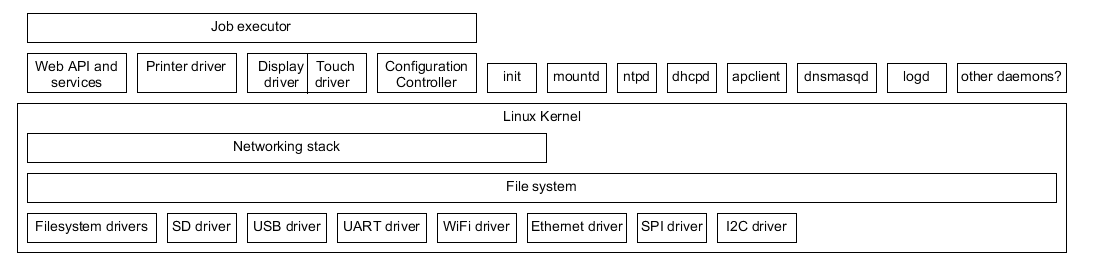 Job executor
Web API and
services
Printer driver
Display
driver
Touch
driver
Configuration
Controller
init
mountd
ntpd
dhcpd
apclient
dnsmasqd
logd
other daemons?
Linux Kernel
Networking stack
File system
Filesystem drivers
SD driver
USB driver
UART driver
WiFi driver
Ethernet driver
SPI driver
I2C driver